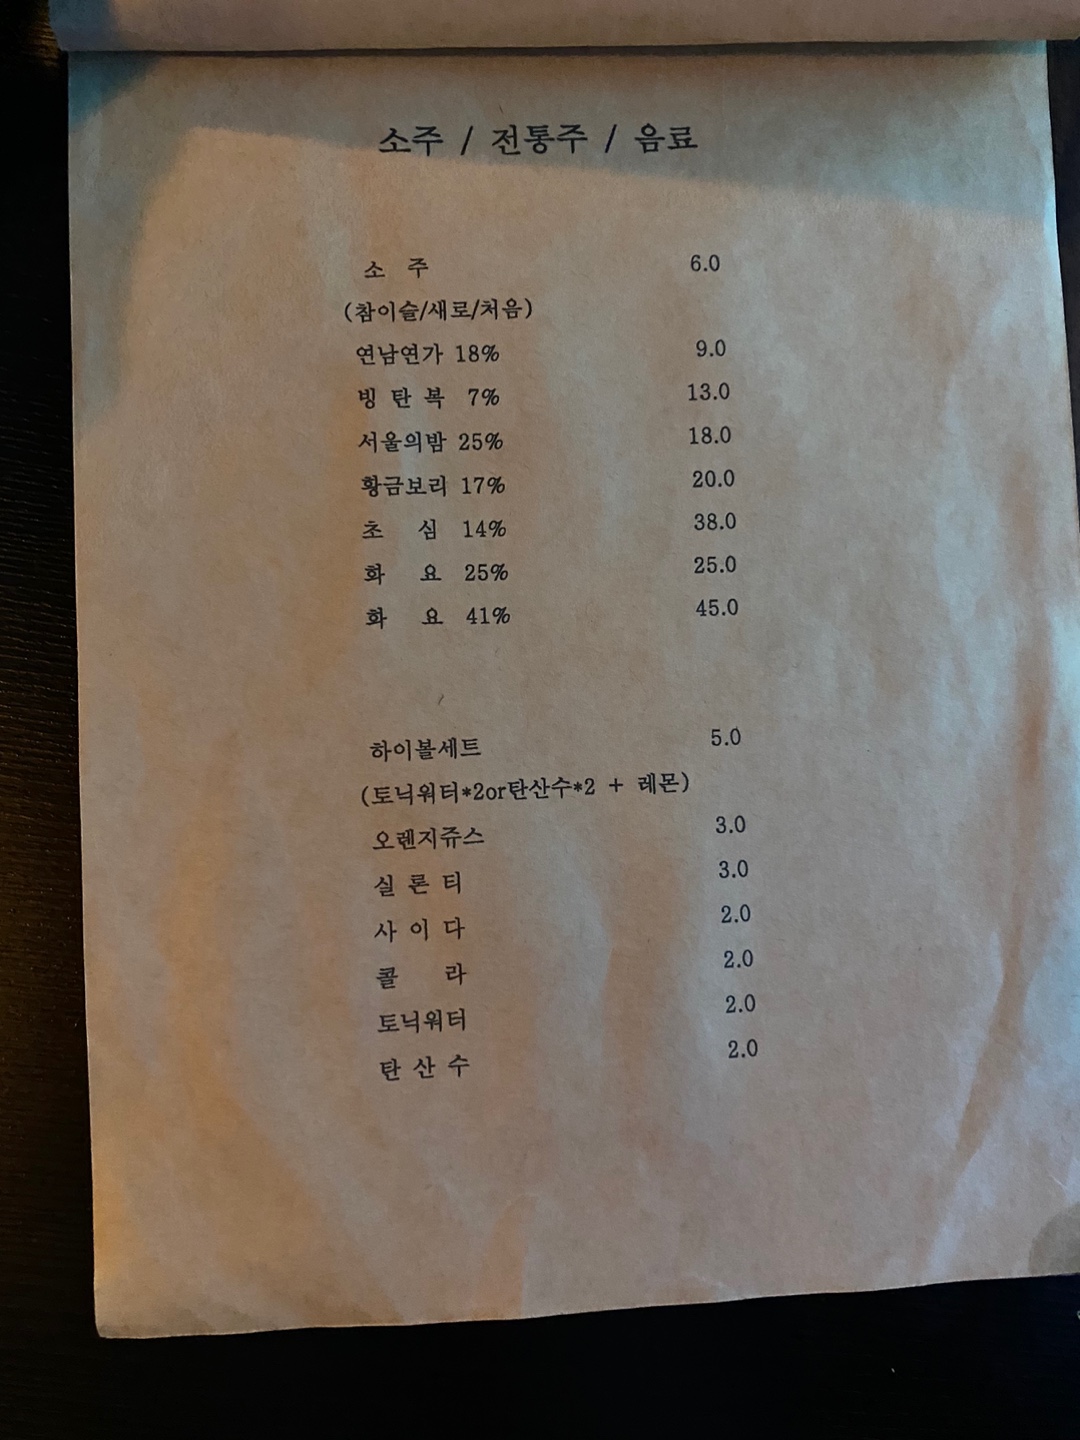 소주 / 전통주 / 음료
소 주 6.0
(참이슬/새로/처음)
연남연가 18% 9.0
빙 탄 복 7% 13.0
서울의밤 25% 18.0
황금보리 17% 20.0
초 심 14% 38.0
화 요 25% 25.0
화 요 41% 45.0
하이볼세트 5.0
(토닉워터*2or탄산수*2 + 레몬)
오렌지쥬스 3.0
실 론 티 3.0
사 이 다 2.0
콜 라 2.0
토닉워터 2.0
탄 산 수 2.0